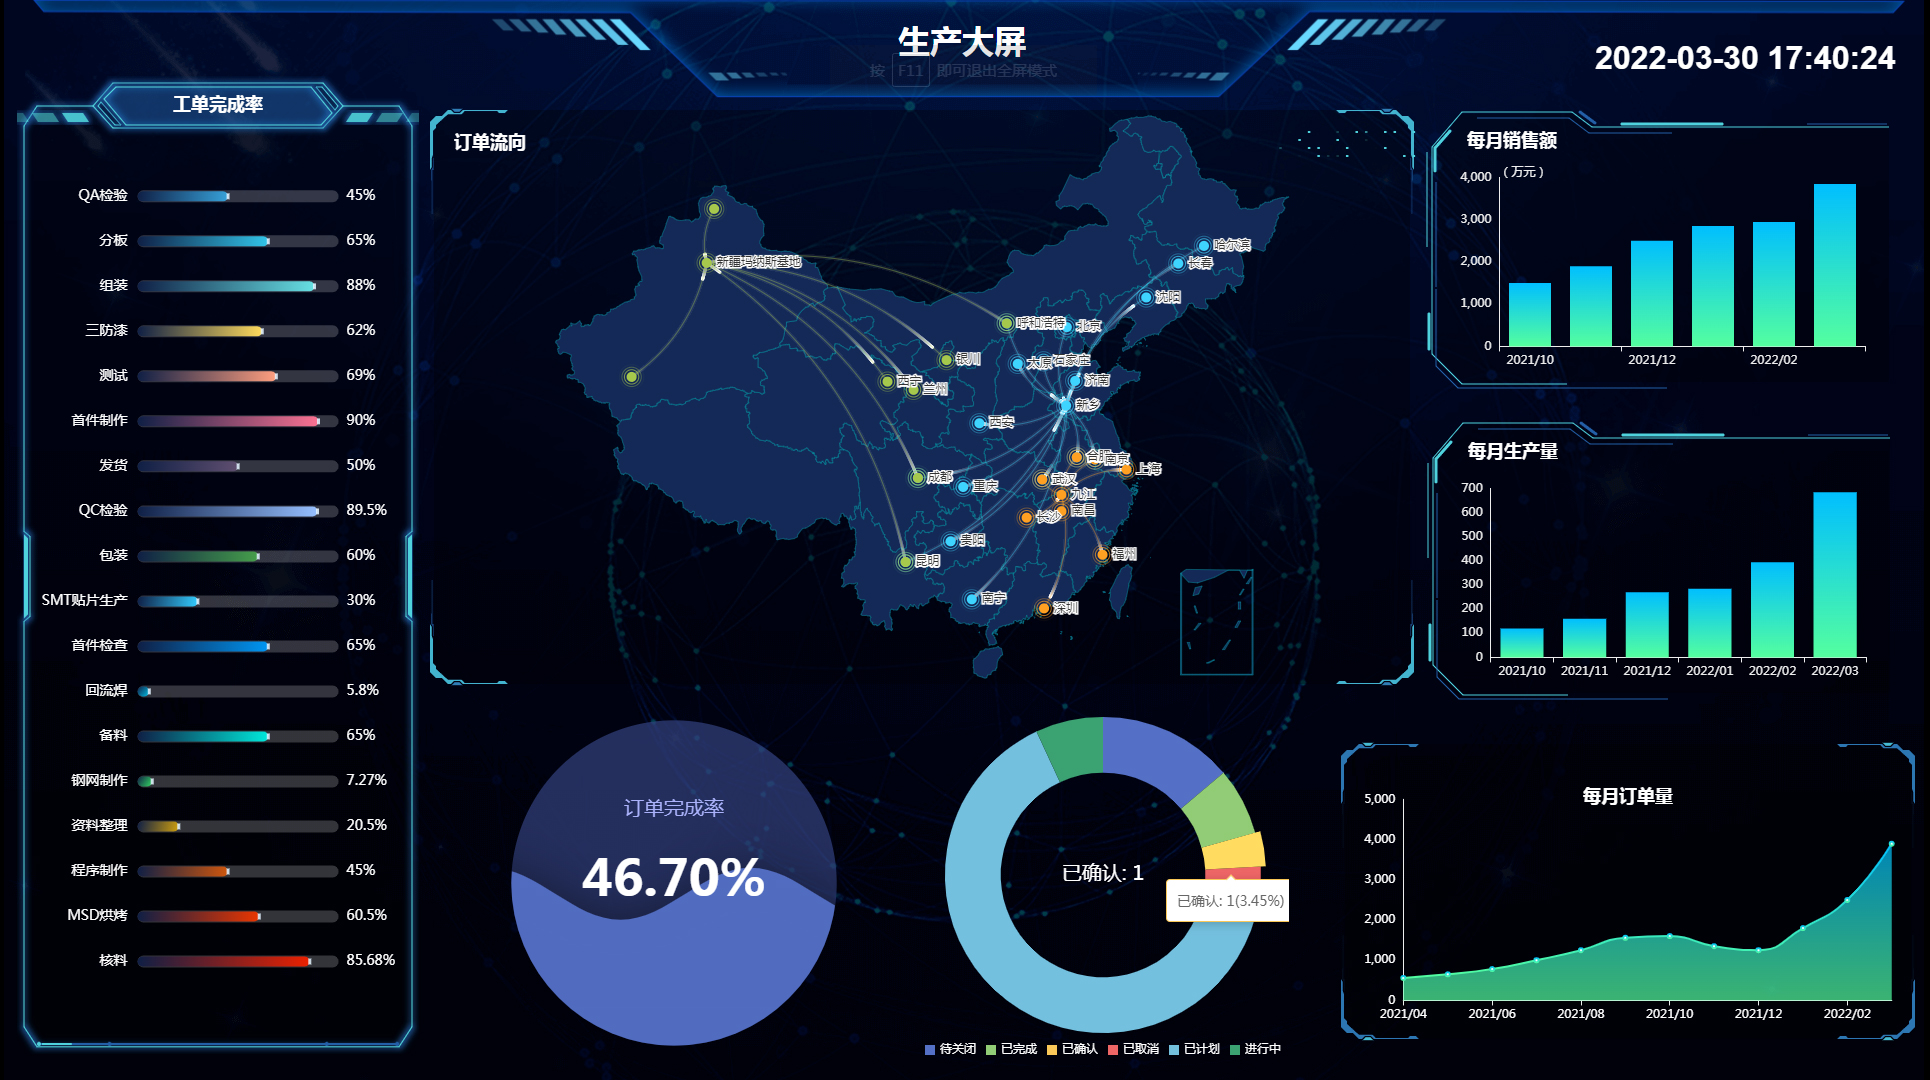 生产大屏
按 F11 即可退出全屏模式
2022-03-30 17:40:24
工单完成率
QA检验 45%
分板 65%
组装 88%
三防漆 62%
测试 69%
首件制作 90%
发货 50%
QC检验 89.5%
包装 60%
SMT贴片生产 30%
首件检查 65%
回流焊 5.8%
备料 65%
钢网制作 7.27%
资料整理 20.5%
程序制作 45%
MSD烘烤 60.5%
核料 85.68%
订单流向
哈尔滨
新疆玛纳斯基地
长春
沈阳
呼和浩特
北京
银川
太原
石家庄
西宁
兰州
济南
新乡
西安
合肥
南京
上海
成都
重庆
武汉
九江
长沙
南昌
贵阳
福州
昆明
南宁
深圳
订单完成率
46.70%
已确认: 1
已确认: 1(3.45%)
待关闭 已完成 已确认 已取消 已计划 进行中
每月销售额
(万元)
4,000
3,000
2,000
1,000
0
2021/10 2021/12 2022/02
每月生产量
700
600
500
400
300
200
100
0
2021/10 2021/11 2021/12 2022/01 2022/02 2022/03
每月订单量
5,000
4,000
3,000
2,000
1,000
0
2021/04 2021/06 2021/08 2021/10 2021/12 2022/02